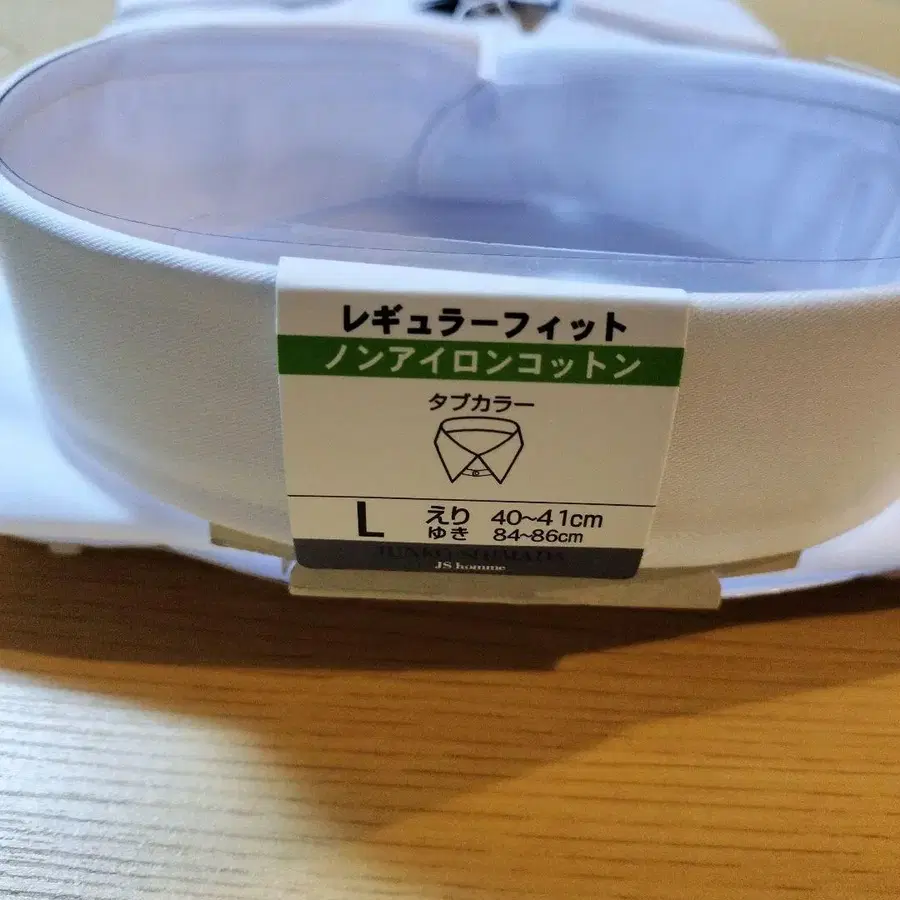 レギュラーフィット
ノンアイロンコットン
タブカラー
L えり 40~41cm
ゆき 84~86cm
JUNKO SHIMADA
JS homme